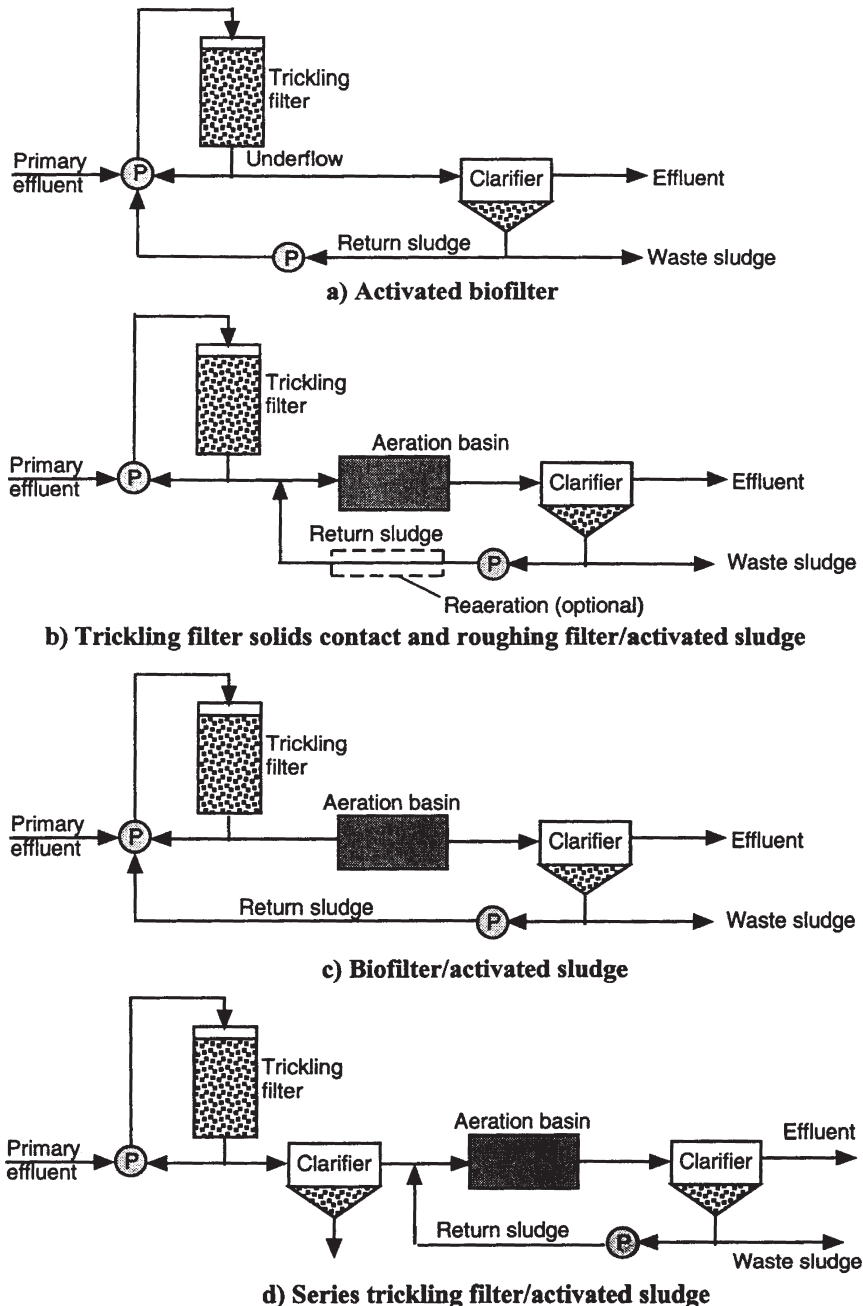 Trickling
filter
Primary
effluent
P
Underflow
Clarifier
Effluent
P
Return sludge
Waste sludge
a) Activated biofilter
Trickling
filter
Aeration basin
Primary
effluent
P
Clarifier
Effluent
Return sludge
P
Waste sludge
Reaeration (optional)
b) Trickling filter solids contact and roughing filter/activated sludge
Trickling
filter
Aeration basin
Primary
effluent
P
Clarifier
Effluent
Return sludge
P
Waste sludge
c) Biofilter/activated sludge
Trickling
filter
Aeration basin
Effluent
Primary
effluent
P
Clarifier
Clarifier
Return sludge
P
Waste sludge
d) Series trickling filter/activated sludge